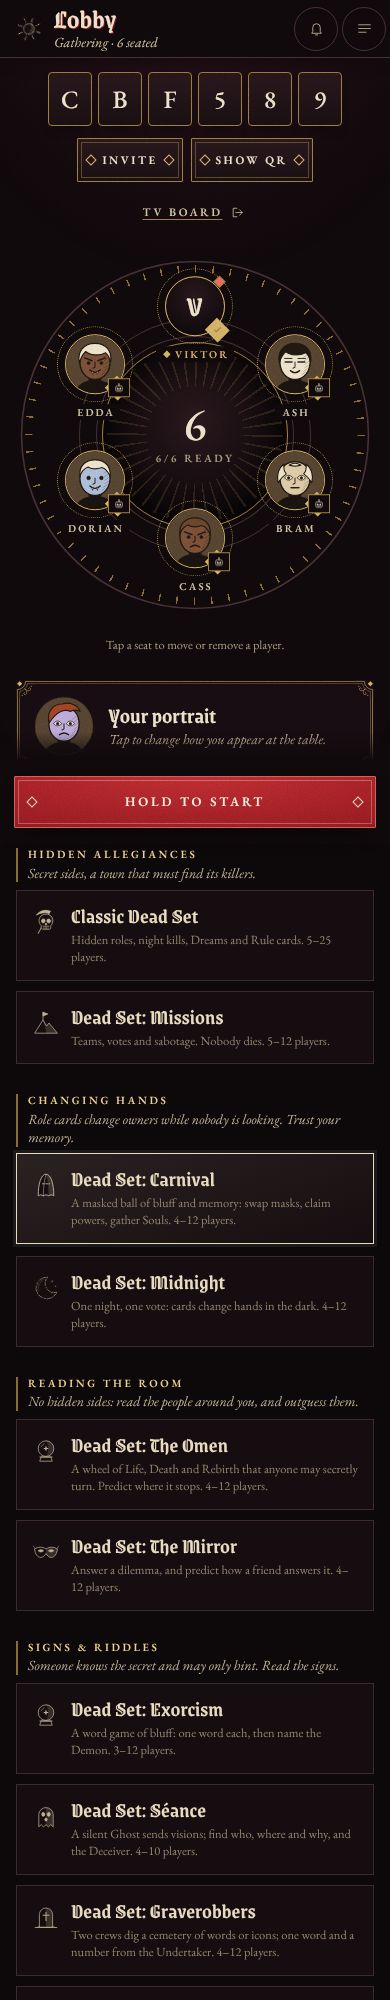 Lobby
Gathering · 6 seated
C B F 5 8 9
INVITE
SHOW QR
TV BOARD
V
VIKTOR
EDDA
ASH
6
6/6 READY
DORIAN
BRAM
CASS
Tap a seat to move or remove a player.
Your portrait
Tap to change how you appear at the table.
HOLD TO START
HIDDEN ALLEGIANCES
Secret sides, a town that must find its killers.
Classic Dead Set
Hidden roles, night kills, Dreams and Rule cards. 5–25
players.
Dead Set: Missions
Teams, votes and sabotage. Nobody dies. 5–12 players.
CHANGING HANDS
Role cards change owners while nobody is looking. Trust your
memory.
Dead Set: Carnival
A masked ball of bluff and memory: swap masks, claim
powers, gather Souls. 4–12 players.
Dead Set: Midnight
One night, one vote: cards change hands in the dark. 4–12
players.
READING THE ROOM
No hidden sides: read the people around you, and outguess them.
Dead Set: The Omen
A wheel of Life, Death and Rebirth that anyone may secretly
turn. Predict where it stops. 4–12 players.
Dead Set: The Mirror
Answer a dilemma, and predict how a friend answers it. 4–
12 players.
SIGNS & RIDDLES
Someone knows the secret and may only hint. Read the signs.
Dead Set: Exorcism
A word game of bluff: one word each, then name the
Demon. 3–12 players.
Dead Set: Séance
A silent Ghost sends visions; find who, where and why, and
the Deceiver. 4–10 players.
Dead Set: Graverobbers
Two crews dig a cemetery of words or icons; one word and a
number from the Undertaker. 4–12 players.